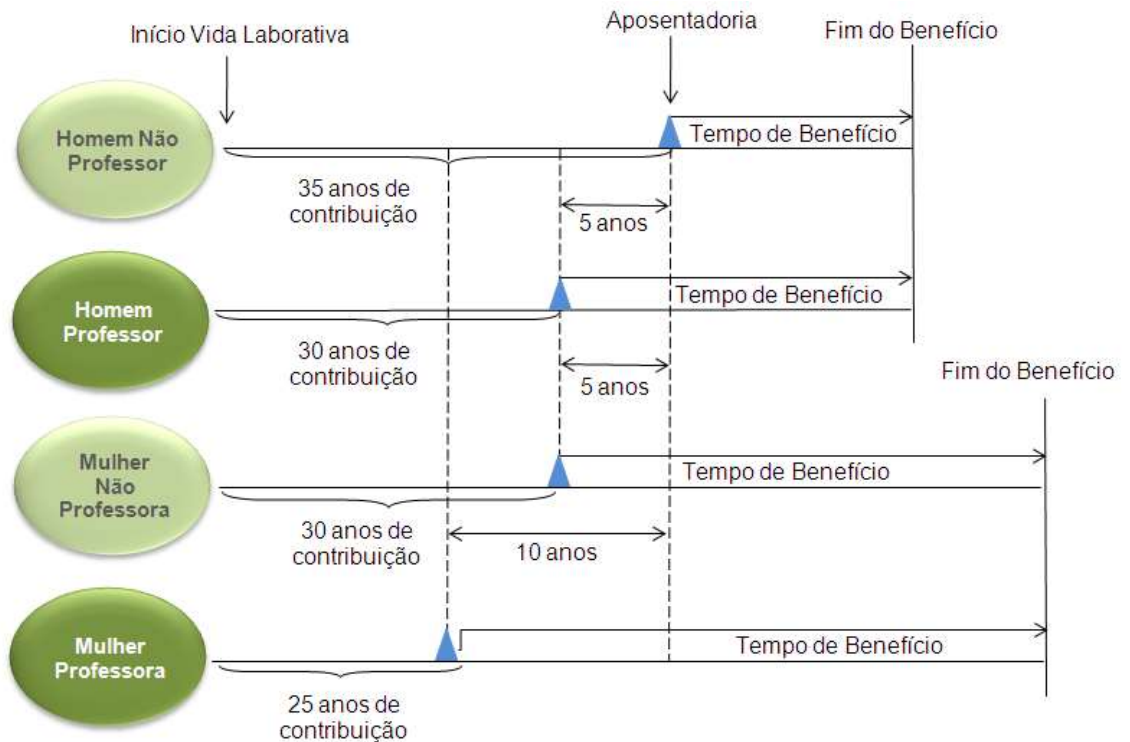 Início Vida Laborativa
Aposentadoria
Fim do Benefício
Homem Não
Professor
Tempo de Benefício
35 anos de
contribuição
5 anos
Homem
Professor
Tempo de Benefício
30 anos de
contribuição
5 anos
Fim do Benefício
Mulher
Não
Professora
Tempo de Benefício
30 anos de
contribuição
10 anos
Mulher
Professora
Tempo de Benefício
25 anos de
contribuição